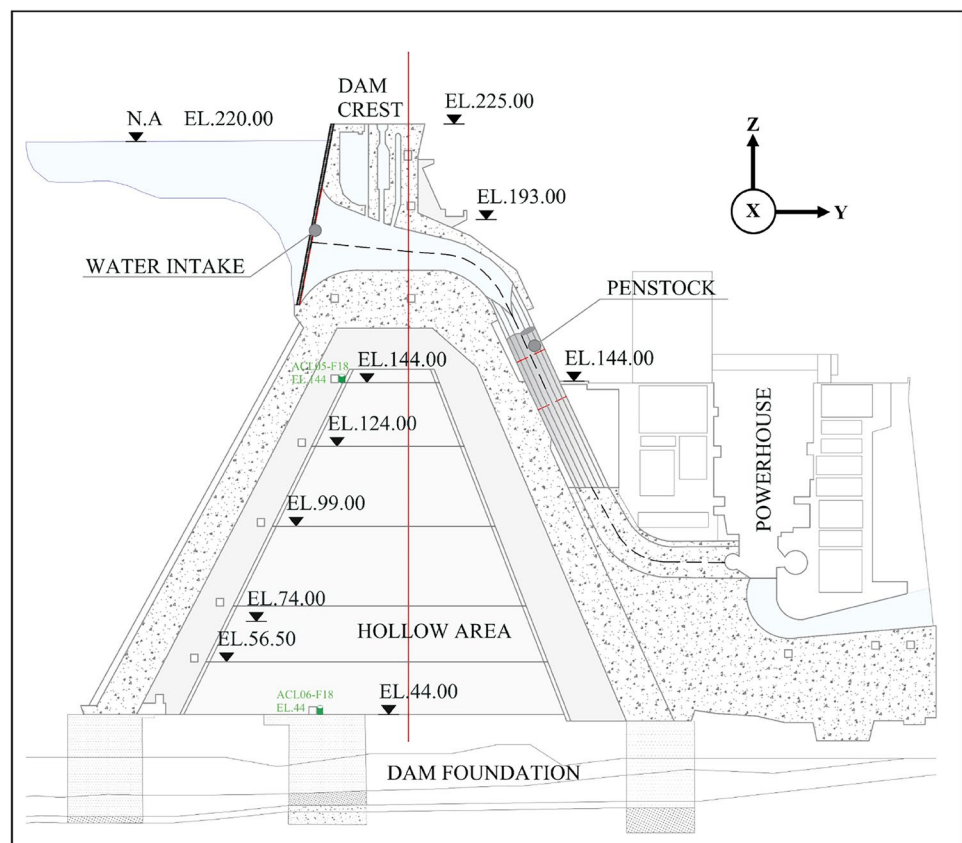 DAM
CREST
EL.225.00
N.A EL.220.00
Z
X
Y
EL.193.00
WATER INTAKE
PENSTOCK
ACL05-F18
EL.144
EL.144.00
EL.144.00
EL.124.00
POWERHOUSE
EL.99.00
EL.74.00
HOLLOW AREA
EL.56.50
ACL06-F18
EL.44
EL.44.00
DAM FOUNDATION